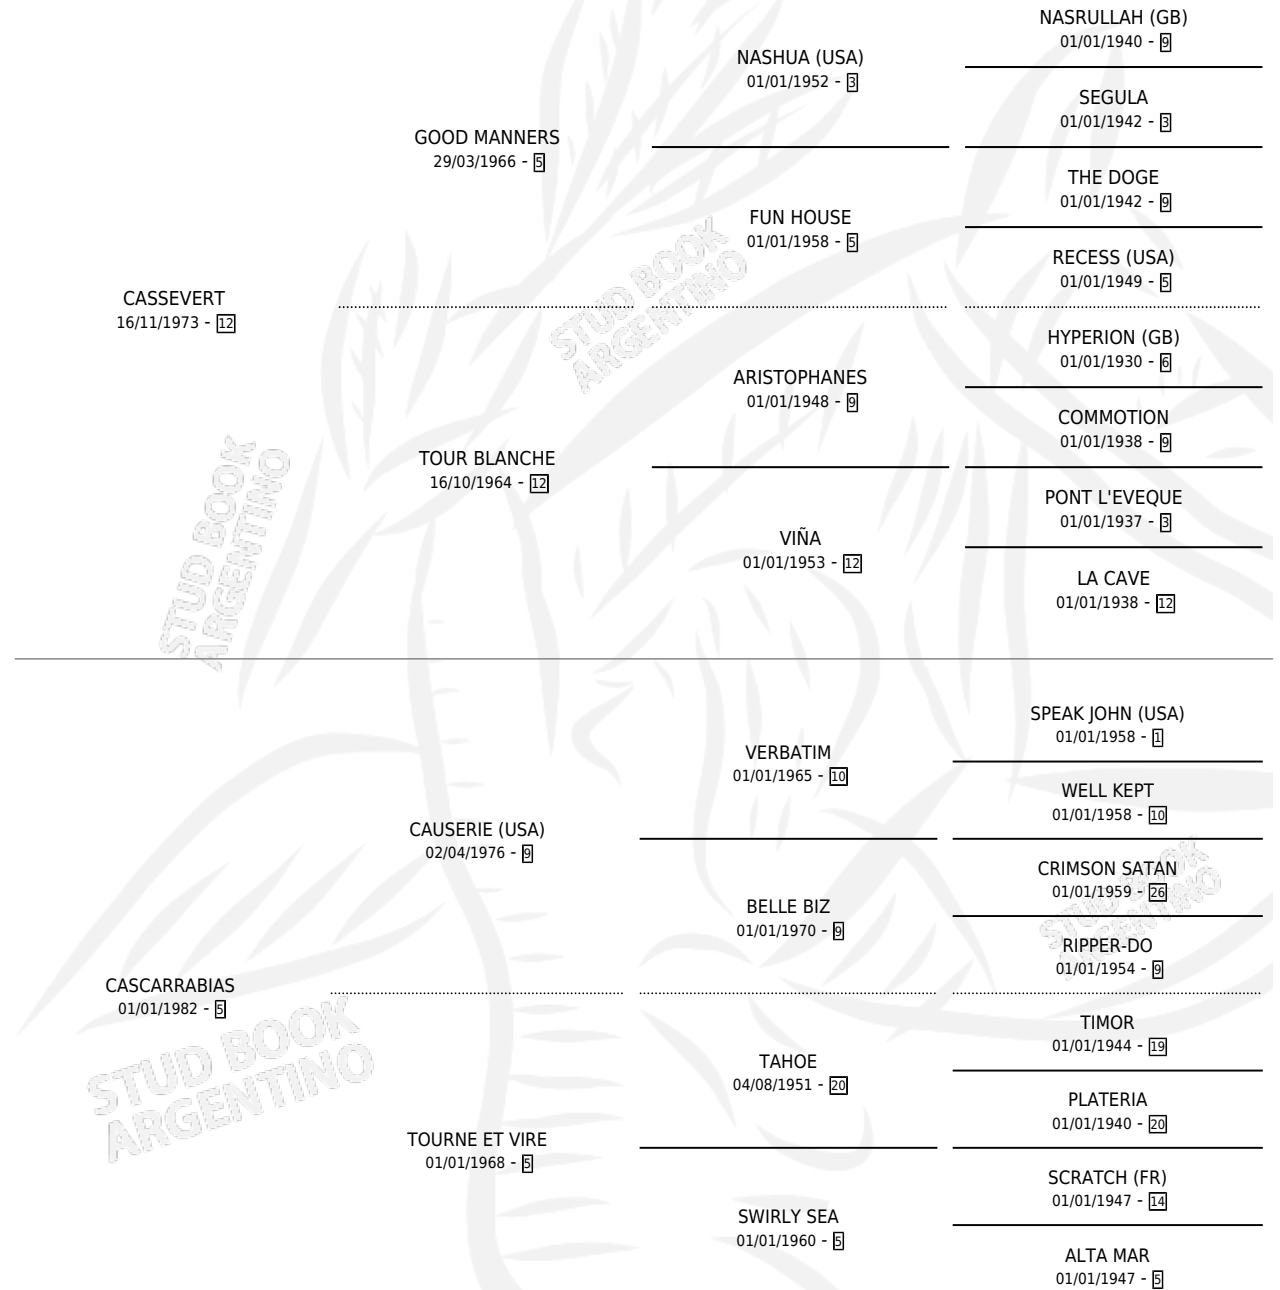 NASRULLAH (GB)
01/01/1940 - 9
NASHUA (USA)
01/01/1952 - 3
SEGULA
01/01/1942 - 3
GOOD MANNERS
29/03/1966 - 5
THE DOGE
01/01/1942 - 9
FUN HOUSE
01/01/1958 - 5
RECESS (USA)
01/01/1949 - 5
CASSEVERT
16/11/1973 - 12
HYPERION (GB)
01/01/1930 - 6
ARISTOPHANES
01/01/1948 - 9
COMMOTION
01/01/1938 - 9
TOUR BLANCHE
16/10/1964 - 12
PONT L'EVEQUE
01/01/1937 - 3
VIÑA
01/01/1953 - 12
LA CAVE
01/01/1938 - 12
SPEAK JOHN (USA)
01/01/1958 - 1
VERBATIM
01/01/1965 - 10
WELL KEPT
01/01/1958 - 10
CAUSERIE (USA)
02/04/1976 - 9
CRIMSON SATAN
01/01/1959 - 26
BELLE BIZ
01/01/1970 - 9
RIPPER-DO
01/01/1954 - 9
CASCARRABIAS
01/01/1982 - 5
TIMOR
01/01/1944 - 19
TAHOE
04/08/1951 - 20
PLATERIA
01/01/1940 - 20
TOURNE ET VIRE
01/01/1968 - 5
SCRATCH (FR)
01/01/1947 - 14
SWIRLY SEA
01/01/1960 - 5
ALTA MAR
01/01/1947 - 5
STUD BOOK
ARGENTINO
STUD BOOK
ARGENTINO
STUD BOOK
ARGENTINO
STUD BOOK
ARGENTINO